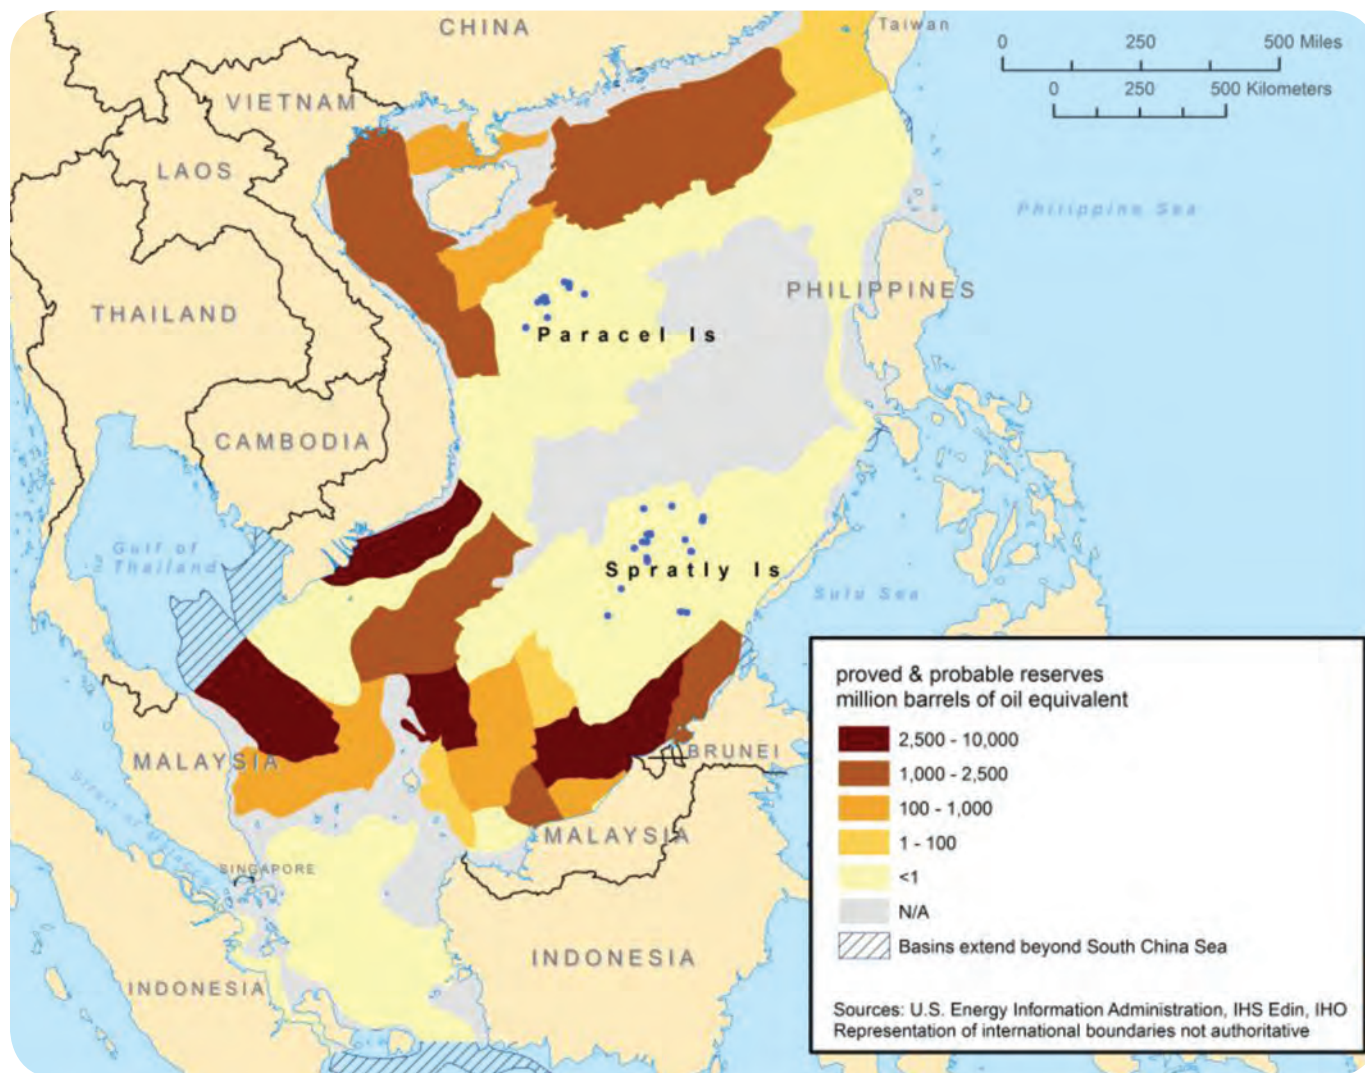 CHINA
Taiwan
0 250 500 Miles
0 250 500 Kilometers
VIETNAM
LAOS
Philippine Sea
THAILAND
PHILIPPINES
Paracel Is
CAMBODIA
Gulf of
Thailand
Spratly Is
Sulu Sea
MALAYSIA
BRUNEI
Strait of Malacca
MALAYSIA
SINGAPORE
INDONESIA
INDONESIA
proved & probable reserves
million barrels of oil equivalent
2,500 - 10,000
1,000 - 2,500
100 - 1,000
1 - 100
<1
N/A
Basins extend beyond South China Sea
Sources: U.S. Energy Information Administration, IHS Edin, IHO
Representation of international boundaries not authoritative